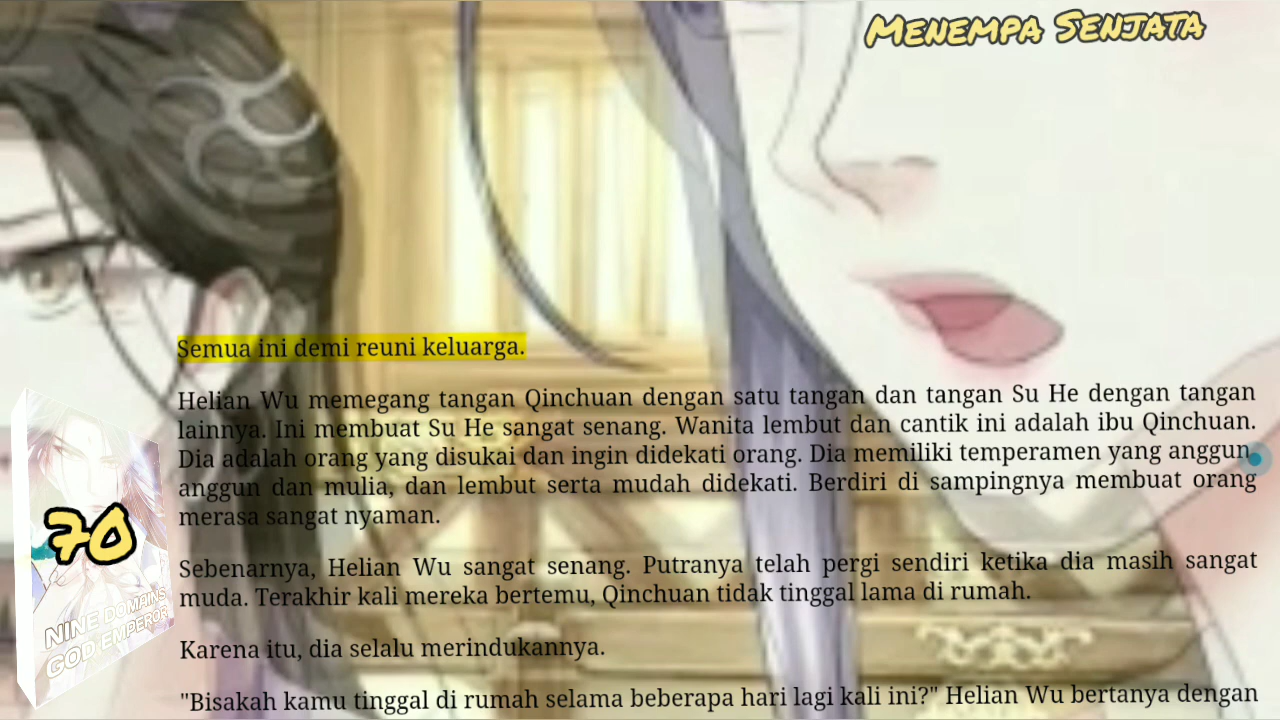 Menempa Senjata
Semua ini demi reuni keluarga.
Helian Wu memegang tangan Qinchuan dengan satu tangan dan tangan Su He dengan tangan
lainnya. Ini membuat Su He sangat senang. Wanita lembut dan cantik ini adalah ibu Qinchuan.
Dia adalah orang yang disukai dan ingin didekati orang. Dia memiliki temperamen yang anggun,
anggun dan mulia, dan lembut serta mudah didekati. Berdiri di sampingnya membuat orang
merasa sangat nyaman.
Sebenarnya, Helian Wu sangat senang. Putranya telah pergi sendiri ketika dia masih sangat
muda. Terakhir kali mereka bertemu, Qinchuan tidak tinggal lama di rumah.
Karena itu, dia selalu merindukannya.
"Bisakah kamu tinggal di rumah selama beberapa hari lagi kali ini?" Helian Wu bertanya dengan
70
NINE DOMAINS
GOD EMPEROR